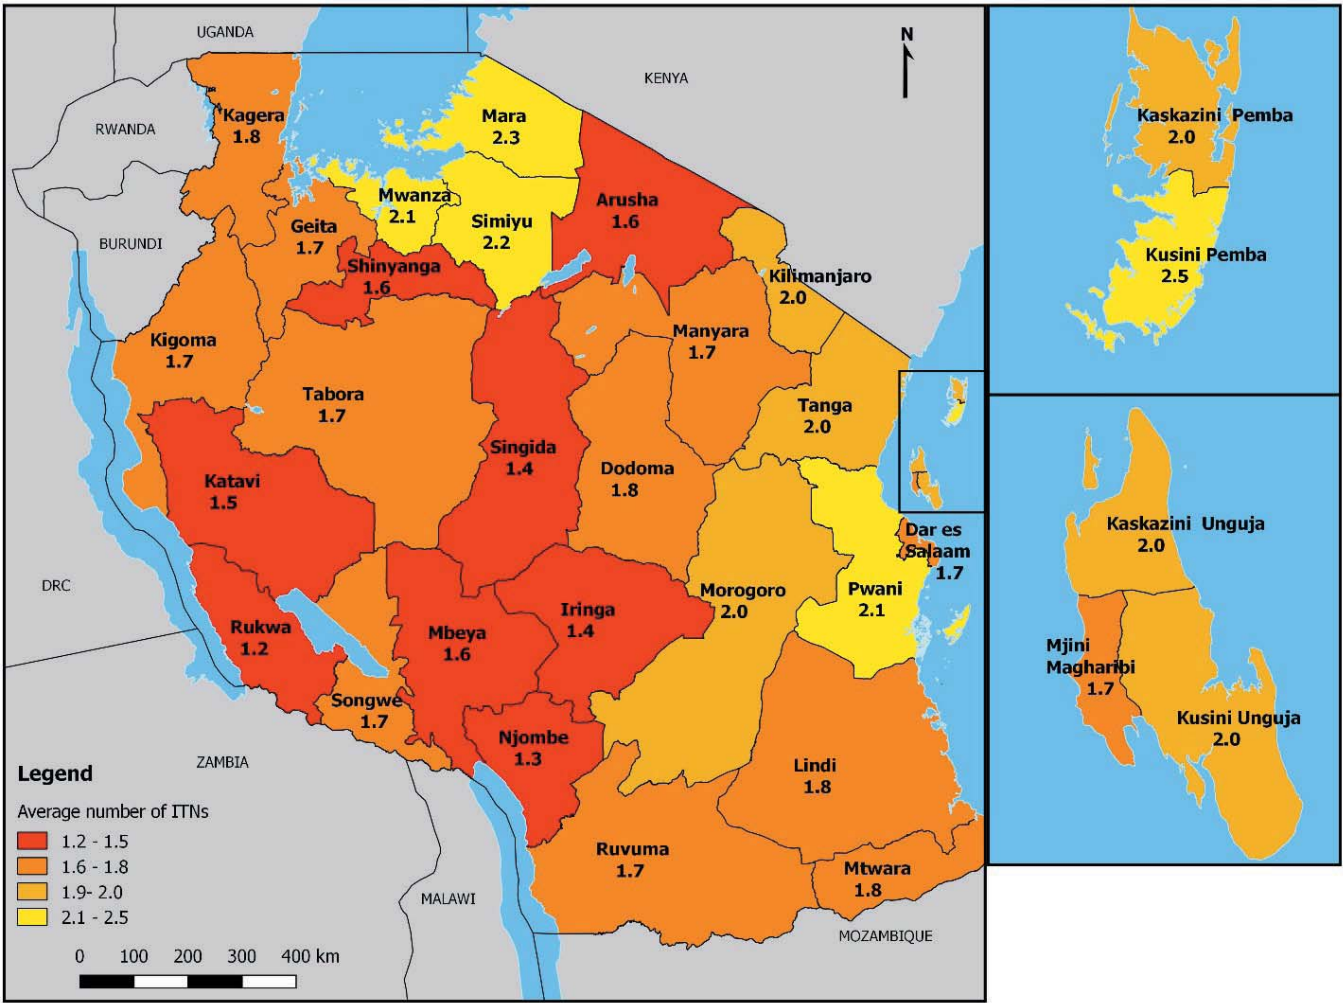 UGANDA
N
KENYA
RWANDA
BURUNDI
DRC
ZAMBIA
MALAWI
MOZAMBIQUE
Kagera
1.8
Mara
2.3
Mwanza
2.1
Simiyu
2.2
Arusha
1.6
Geita
1.7
Shinyanga
1.6
Kilimanjaro
2.0
Kigoma
1.7
Manyara
1.7
Tabora
1.7
Tanga
2.0
Singida
1.4
Dodoma
1.8
Katavi
1.5
Dar es
Salaam
1.7
Morogoro
2.0
Pwani
2.1
Iringa
1.4
Rukwa
1.2
Mbeya
1.6
Songwe
1.7
Njombe
1.3
Lindi
1.8
Ruvuma
1.7
Mtwara
1.8
Legend
Average number of ITNs
1.2 - 1.5
1.6 - 1.8
1.9- 2.0
2.1 - 2.5
0 100 200 300 400 km
Kaskazini Pemba
2.0
Kusini Pemba
2.5
Kaskazini Unguja
2.0
Mjini
Magharibi
1.7
Kusini Unguja
2.0